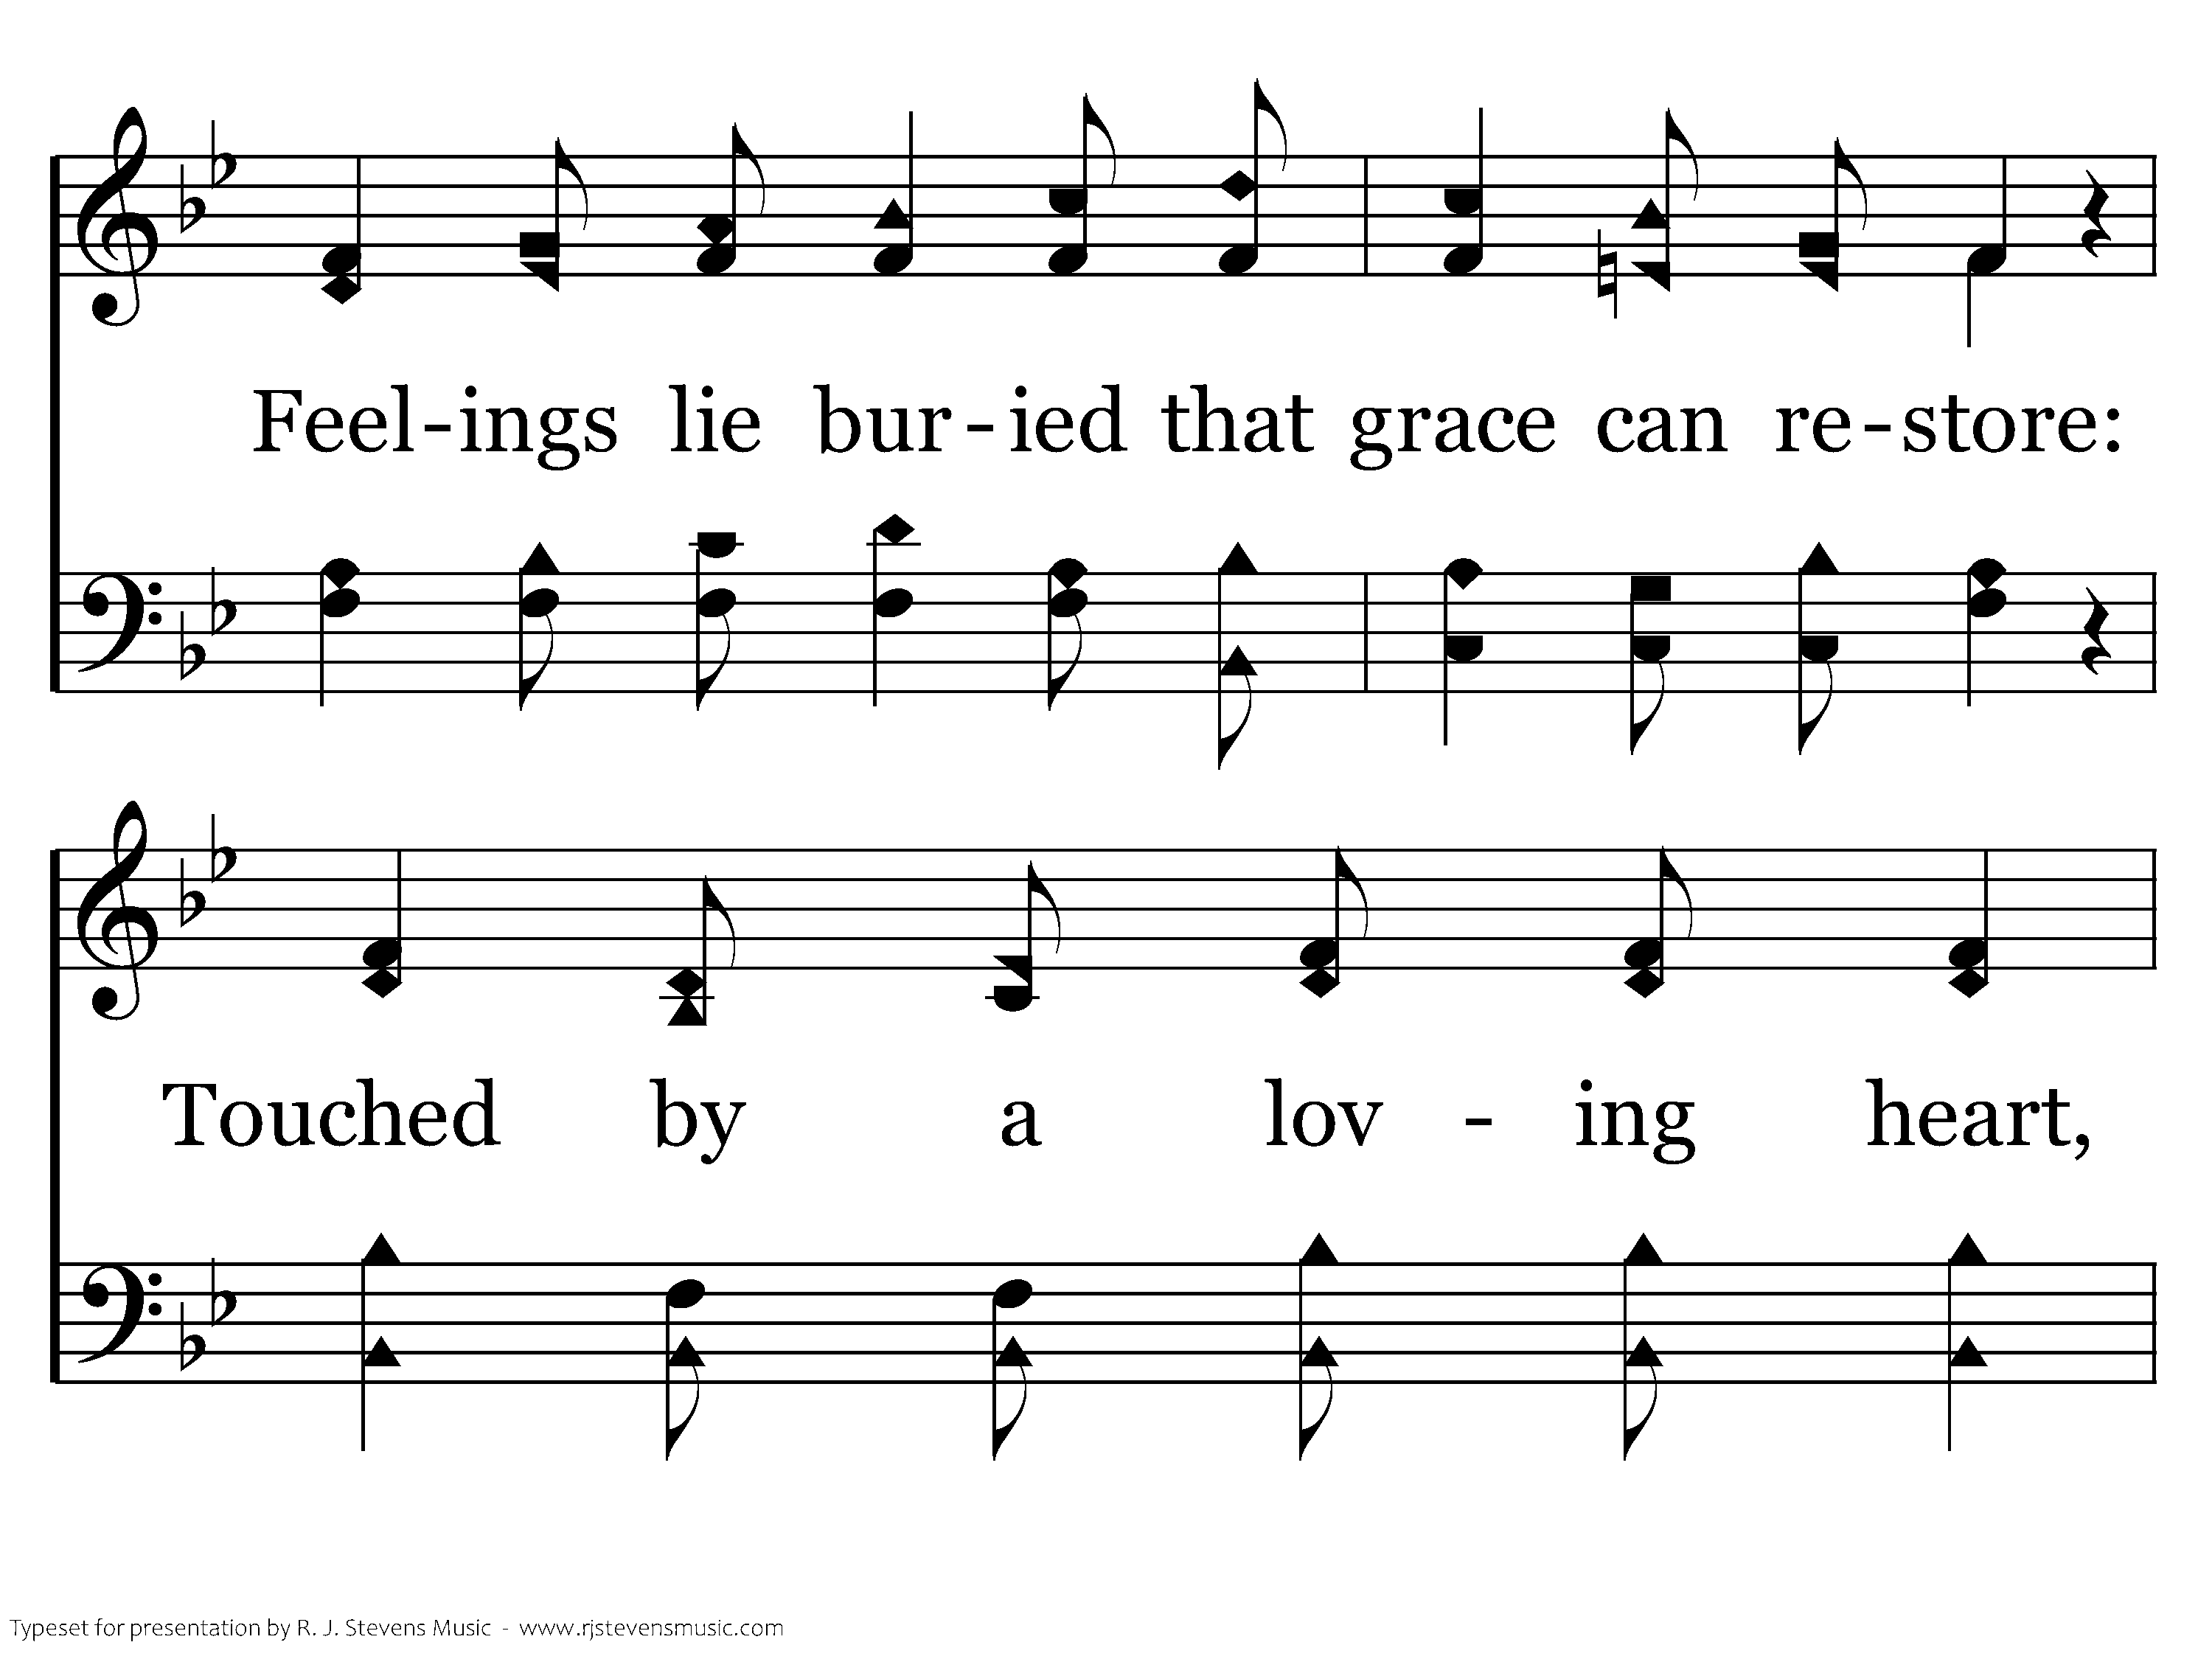 Feel-ings lie bur-ied that grace can re-store:
Touched by a lov-ing heart,
Typeset for presentation by R. J. Stevens Music - www.rjstevensmusic.com